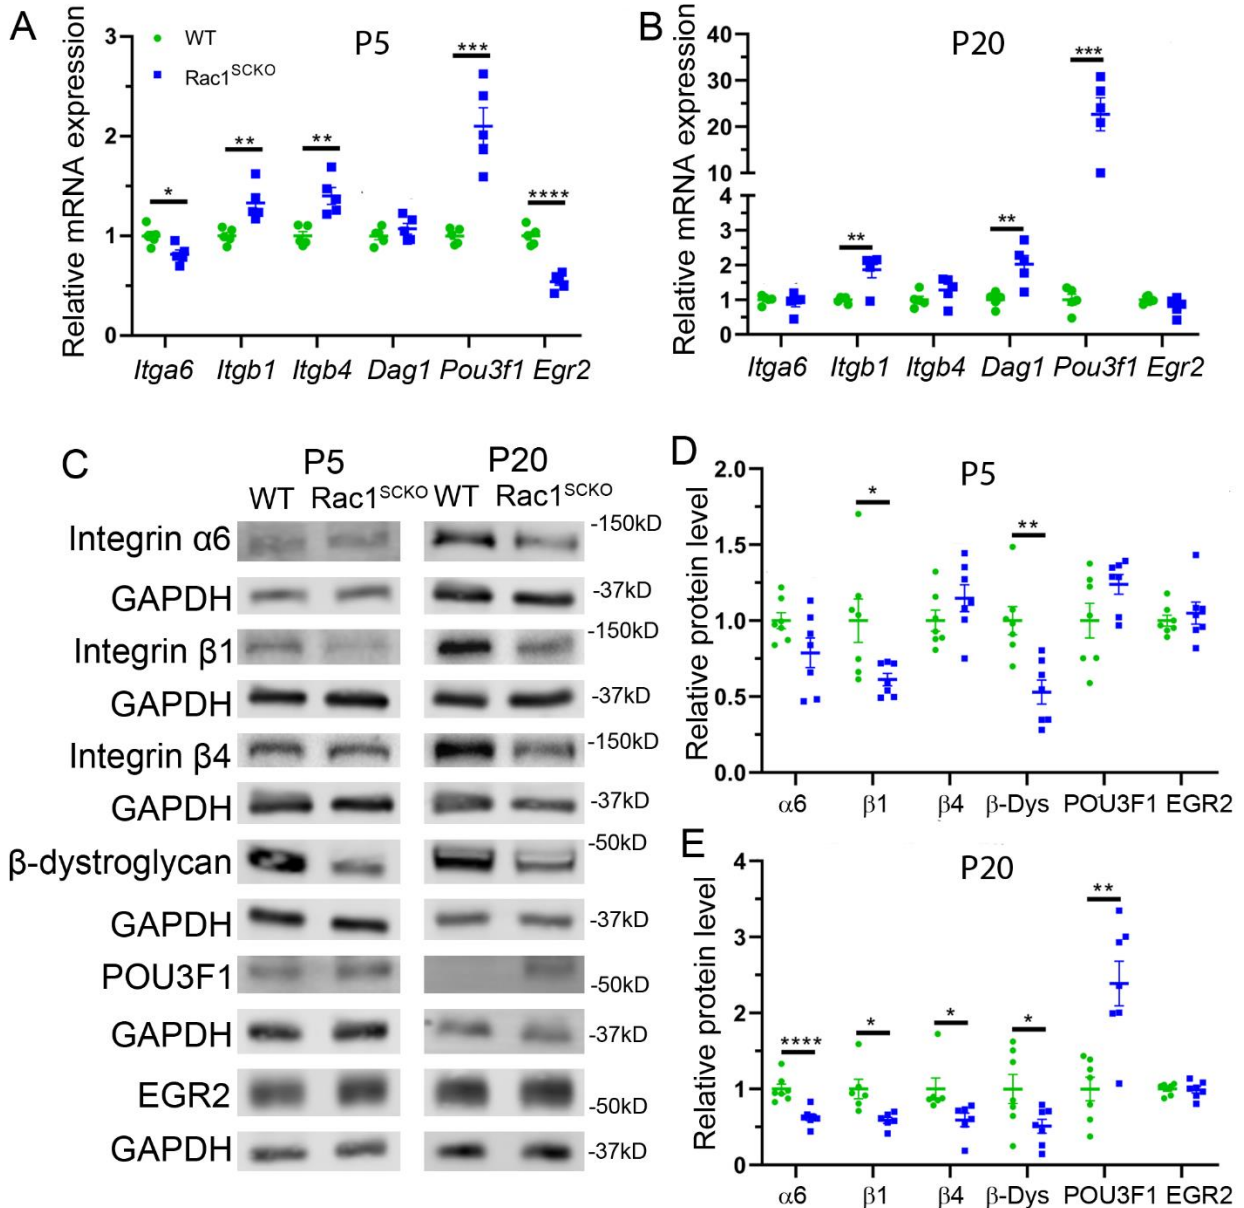 A
P5
WT
Rac1SCKO
Relative mRNA expression
3
2
1
0
*
**
**
***
****
Itga6 Itgb1 Itgb4 Dag1 Pou3f1 Egr2
B
P20
Relative mRNA expression
40
30
20
10
4
3
2
1
0
**
**
***
Itga6 Itgb1 Itgb4 Dag1 Pou3f1 Egr2
C
P5 P20
WT Rac1SCKO WT Rac1SCKO
Integrin α6 -150kD
GAPDH -37kD
Integrin β1 -150kD
GAPDH -37kD
Integrin β4 -150kD
GAPDH -37kD
β-dystroglycan -50kD
GAPDH -37kD
POU3F1 -50kD
GAPDH -37kD
EGR2 -50kD
GAPDH -37kD
D
P5
Relative protein level
2.0
1.5
1.0
0.5
0.0
*
**
α6 β1 β4 β-Dys POU3F1 EGR2
E
P20
Relative protein level
4
3
2
1
0
****
*
*
*
**
α6 β1 β4 β-Dys POU3F1 EGR2